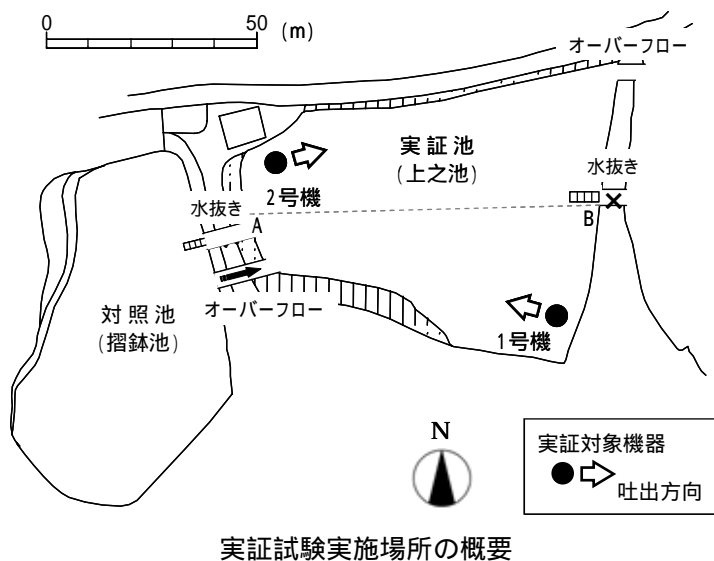 0 50 (m)
オーバーフロー
実証池
(上之池)
水抜き
2号機
水抜き
A
B
オーバーフロー
対照池
(摺鉢池)
1号機
N
実証対象機器
吐出方向
実証試験実施場所の概要